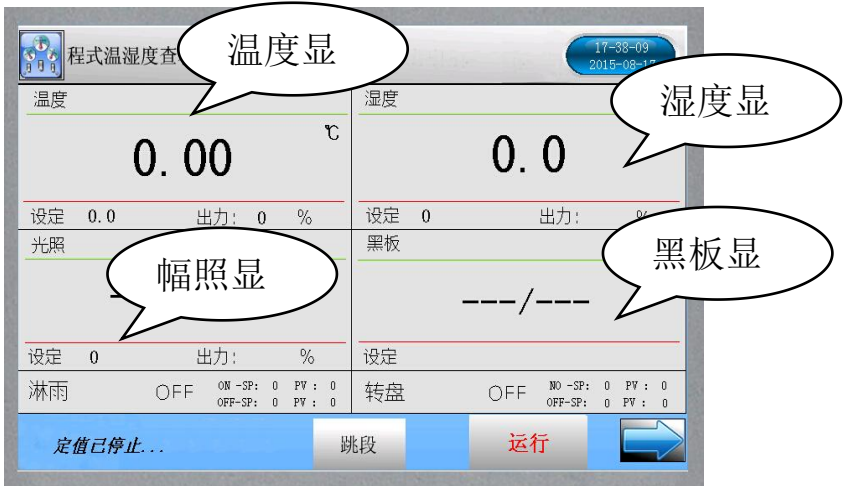 程式温湿度查
温度显
17-38-09
2015-08-17
温度
湿度
湿度显
℃
0.00
0.0
设定 0.0 出力: 0 %
设定 0 出力: %
光照
黑板
幅照显
黑板显
---/---
设定 0 出力: %
设定
淋雨 OFF ON -SP: 0 PV: 0
OFF-SP: 0 PV: 0
转盘 OFF NO -SP: 0 PV: 0
OFF-SP: 0 PV: 0
定值已停止...
跳段
运行